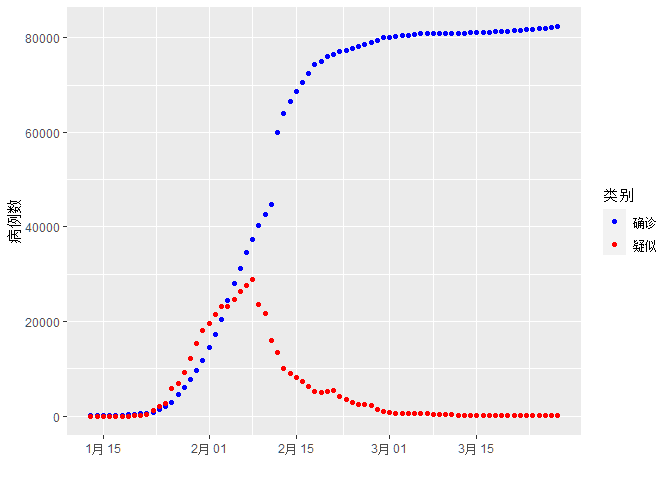 病例数
80000
60000
40000
20000
0
1月 15
2月 01
2月 15
3月 01
3月 15
类别
确诊
疑似